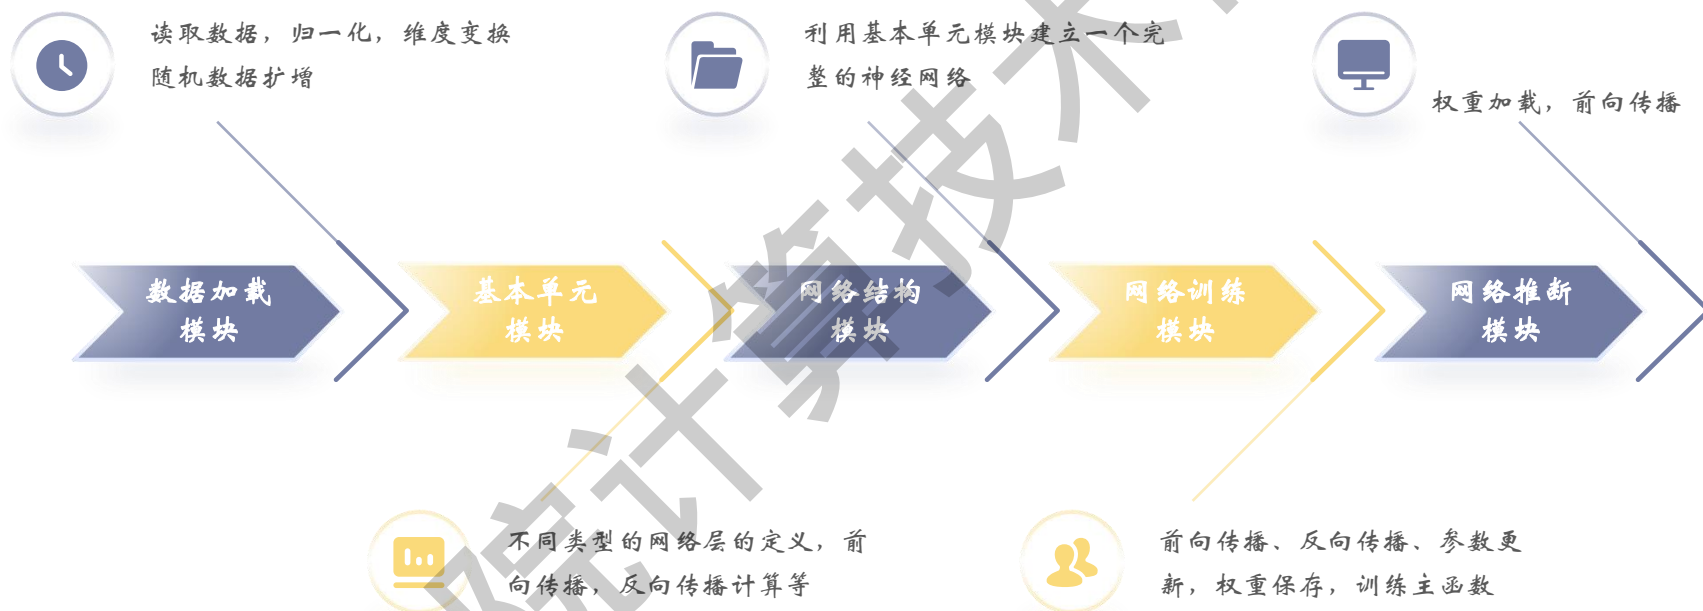 读取数据，归一化，维度变换
随机数据扩增
利用基本单元模块建立一个完
整的神经网络
权重加载，前向传播
数据加载
模块
基本单元
模块
网络结构
模块
网络训练
模块
网络推断
模块
不同类型的网络层的定义，前
向传播，反向传播计算等
前向传播、反向传播、参数更
新，权重保存，训练主函数
院计算技术